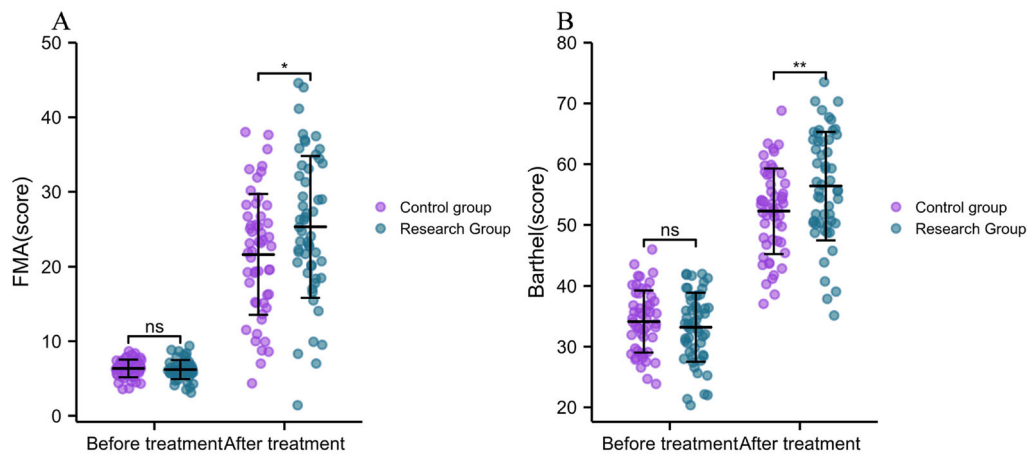 A
50
40
30
20
10
0
FMA(score)
*
ns
Before treatment After treatment
Control group
Research Group
B
80
70
60
50
40
30
20
Barthel(score)
**
ns
Before treatment After treatment
Control group
Research Group